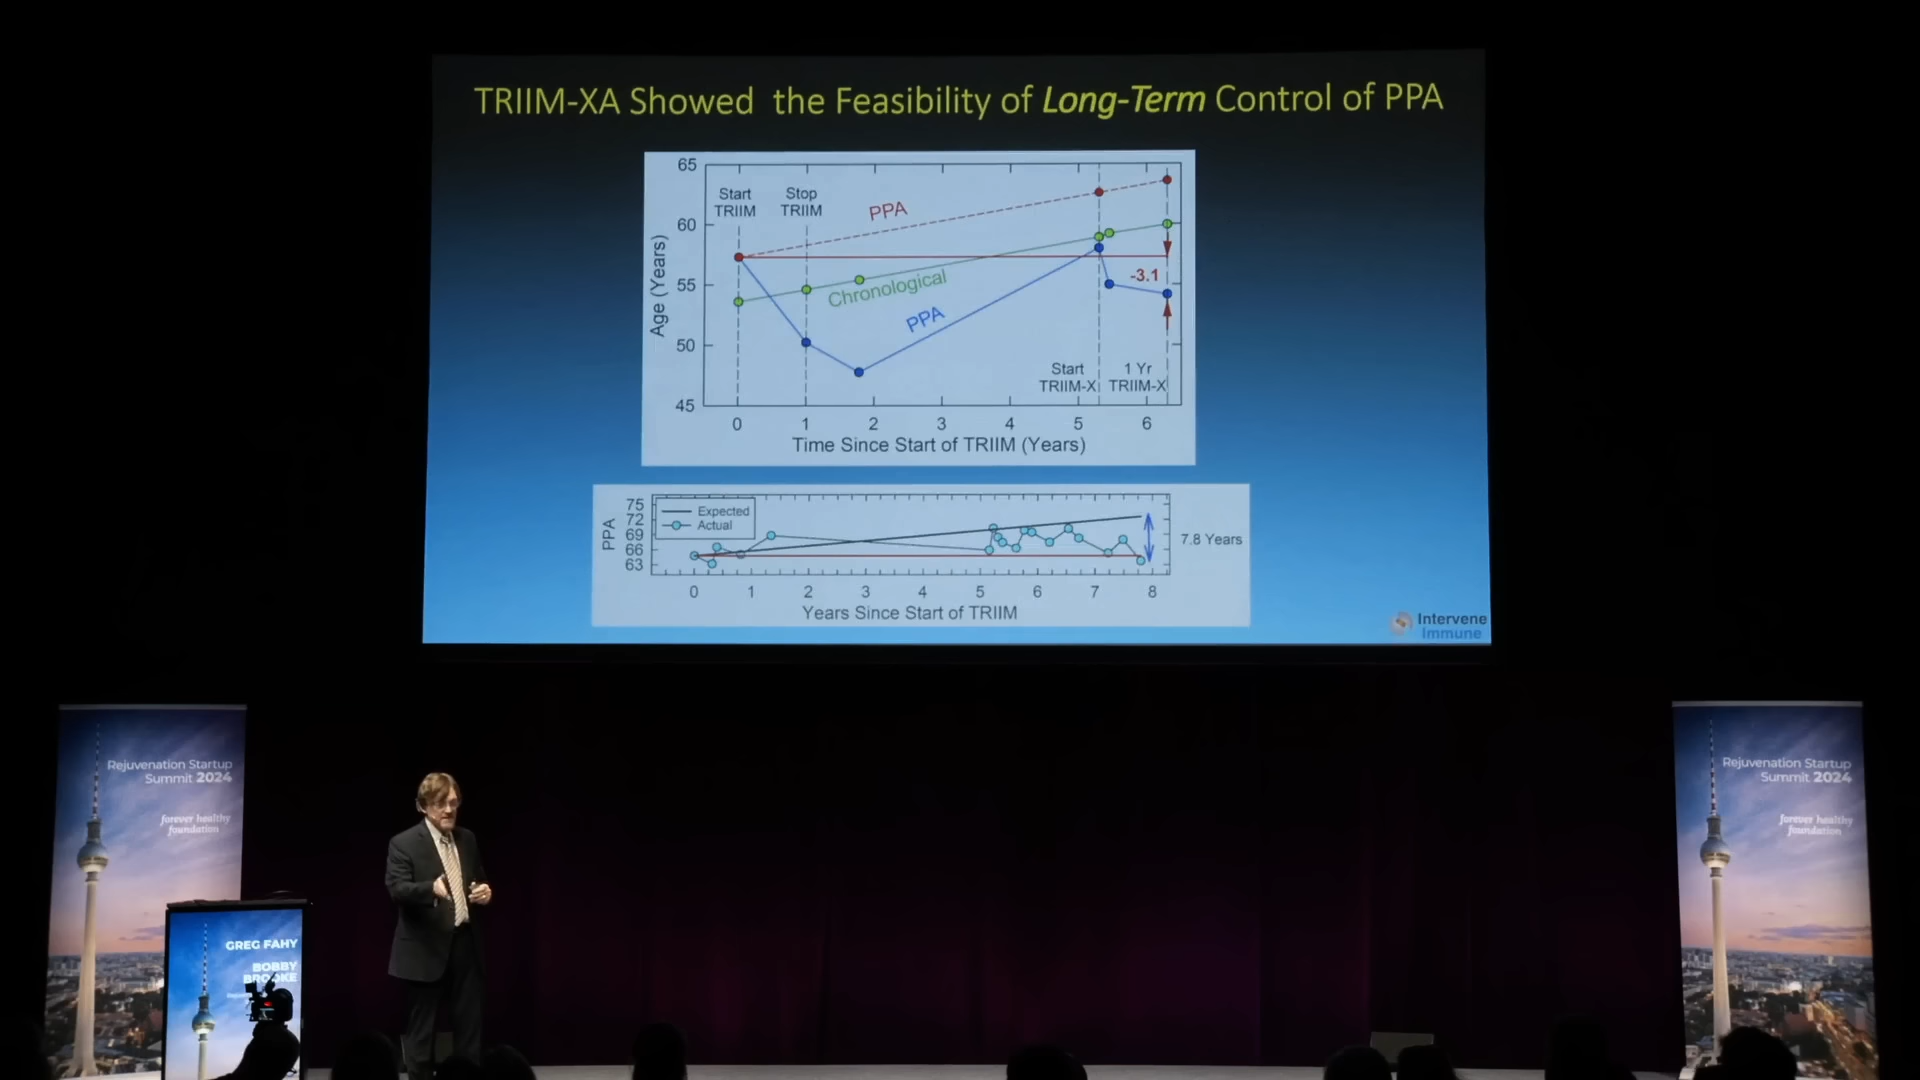 TRIIM-XA Showed the Feasibility of Long-Term Control of PPA
65
60
55
50
45
Age (Years)
Start
TRIIM
Stop
TRIIM
PPA
Chronological
PPA
-3.1
Start
TRIIM-X
1 Yr
TRIIM-X
0 1 2 3 4 5 6
Time Since Start of TRIIM (Years)
75
72
69
66
63
PPA
Expected
Actual
7.8 Years
0 1 2 3 4 5 6 7 8
Years Since Start of TRIIM
Intervene
Immune
Rejuvenation Startup
Summit 2024
forever healthy
foundation
GREG FAHY
BOBBY
Rejuvenation Startup
Summit 2024
forever healthy
foundation